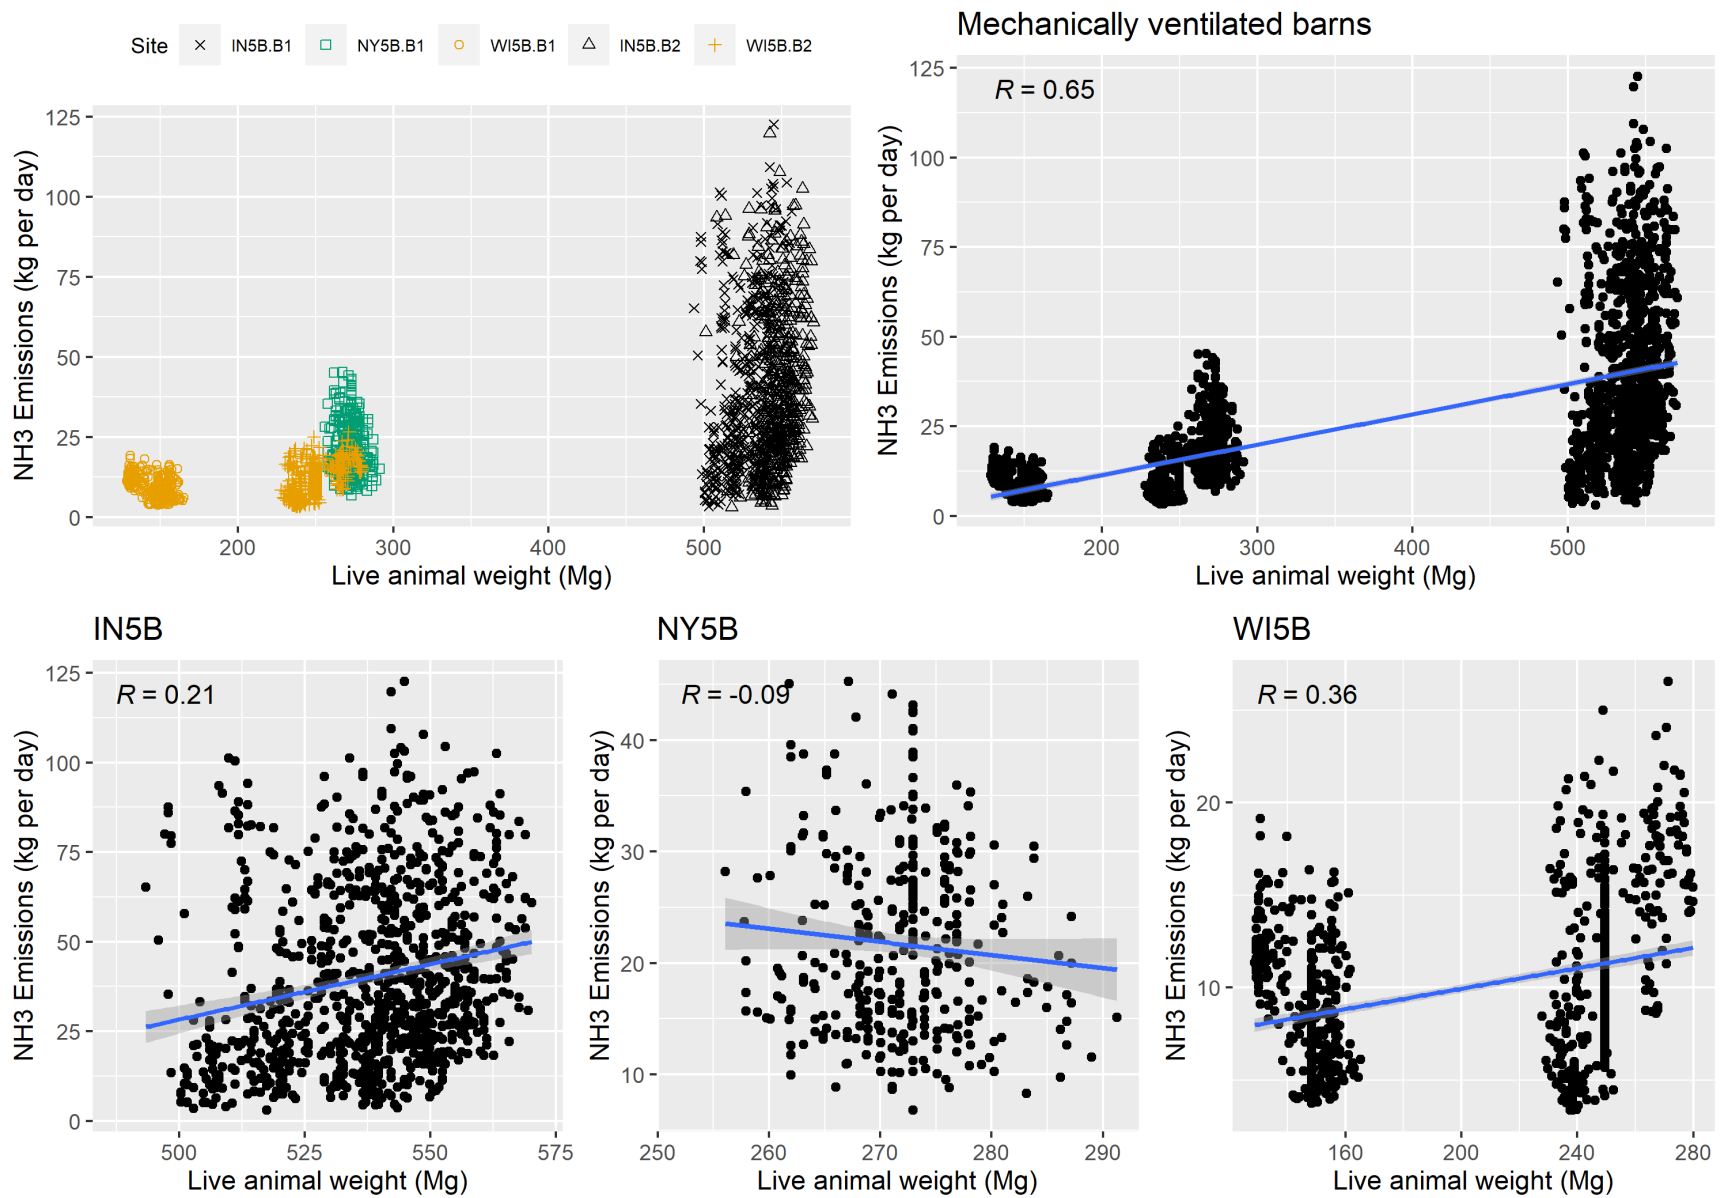 Site IN5B.B1 NY5B.B1 WI5B.B1 IN5B.B2 WI5B.B2
NH3 Emissions (kg per day)
125
100
75
50
25
0
200 300 400 500
Live animal weight (Mg)
Mechanically ventilated barns
R = 0.65
NH3 Emissions (kg per day)
125
100
75
50
25
0
200 300 400 500
Live animal weight (Mg)
IN5B
R = 0.21
NH3 Emissions (kg per day)
125
100
75
50
25
0
500 525 550 575
Live animal weight (Mg)
NY5B
R = -0.09
NH3 Emissions (kg per day)
40
30
20
10
250 260 270 280 290
Live animal weight (Mg)
WI5B
R = 0.36
NH3 Emissions (kg per day)
20
10
160 200 240 280
Live animal weight (Mg)